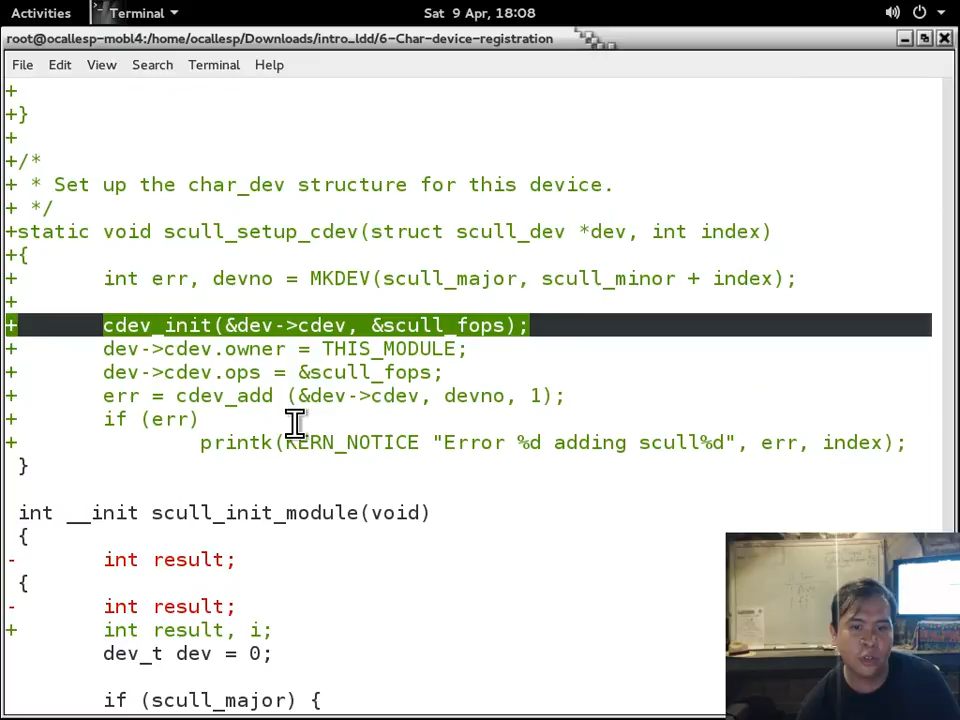 Activities Terminal Sat 9 Apr, 18:08
root@ocallesp-mobl4:/home/ocallesp/Downloads/intro_ldd/6-Char-device-registration
File Edit View Search Terminal Help
+
+}
+
+/*
+ * Set up the char_dev structure for this device.
+ */
+static void scull_setup_cdev(struct scull_dev *dev, int index)
+{
+ int err, devno = MKDEV(scull_major, scull_minor + index);
+
+ cdev_init(&dev->cdev, &scull_fops);
+ dev->cdev.owner = THIS_MODULE;
+ dev->cdev.ops = &scull_fops;
+ err = cdev_add (&dev->cdev, devno, 1);
+ if (err)
+ printk(KERN_NOTICE "Error %d adding scull%d", err, index);
}
int __init scull_init_module(void)
{
- int result;
{
- int result;
+ int result, i;
dev_t dev = 0;
if (scull_major) {